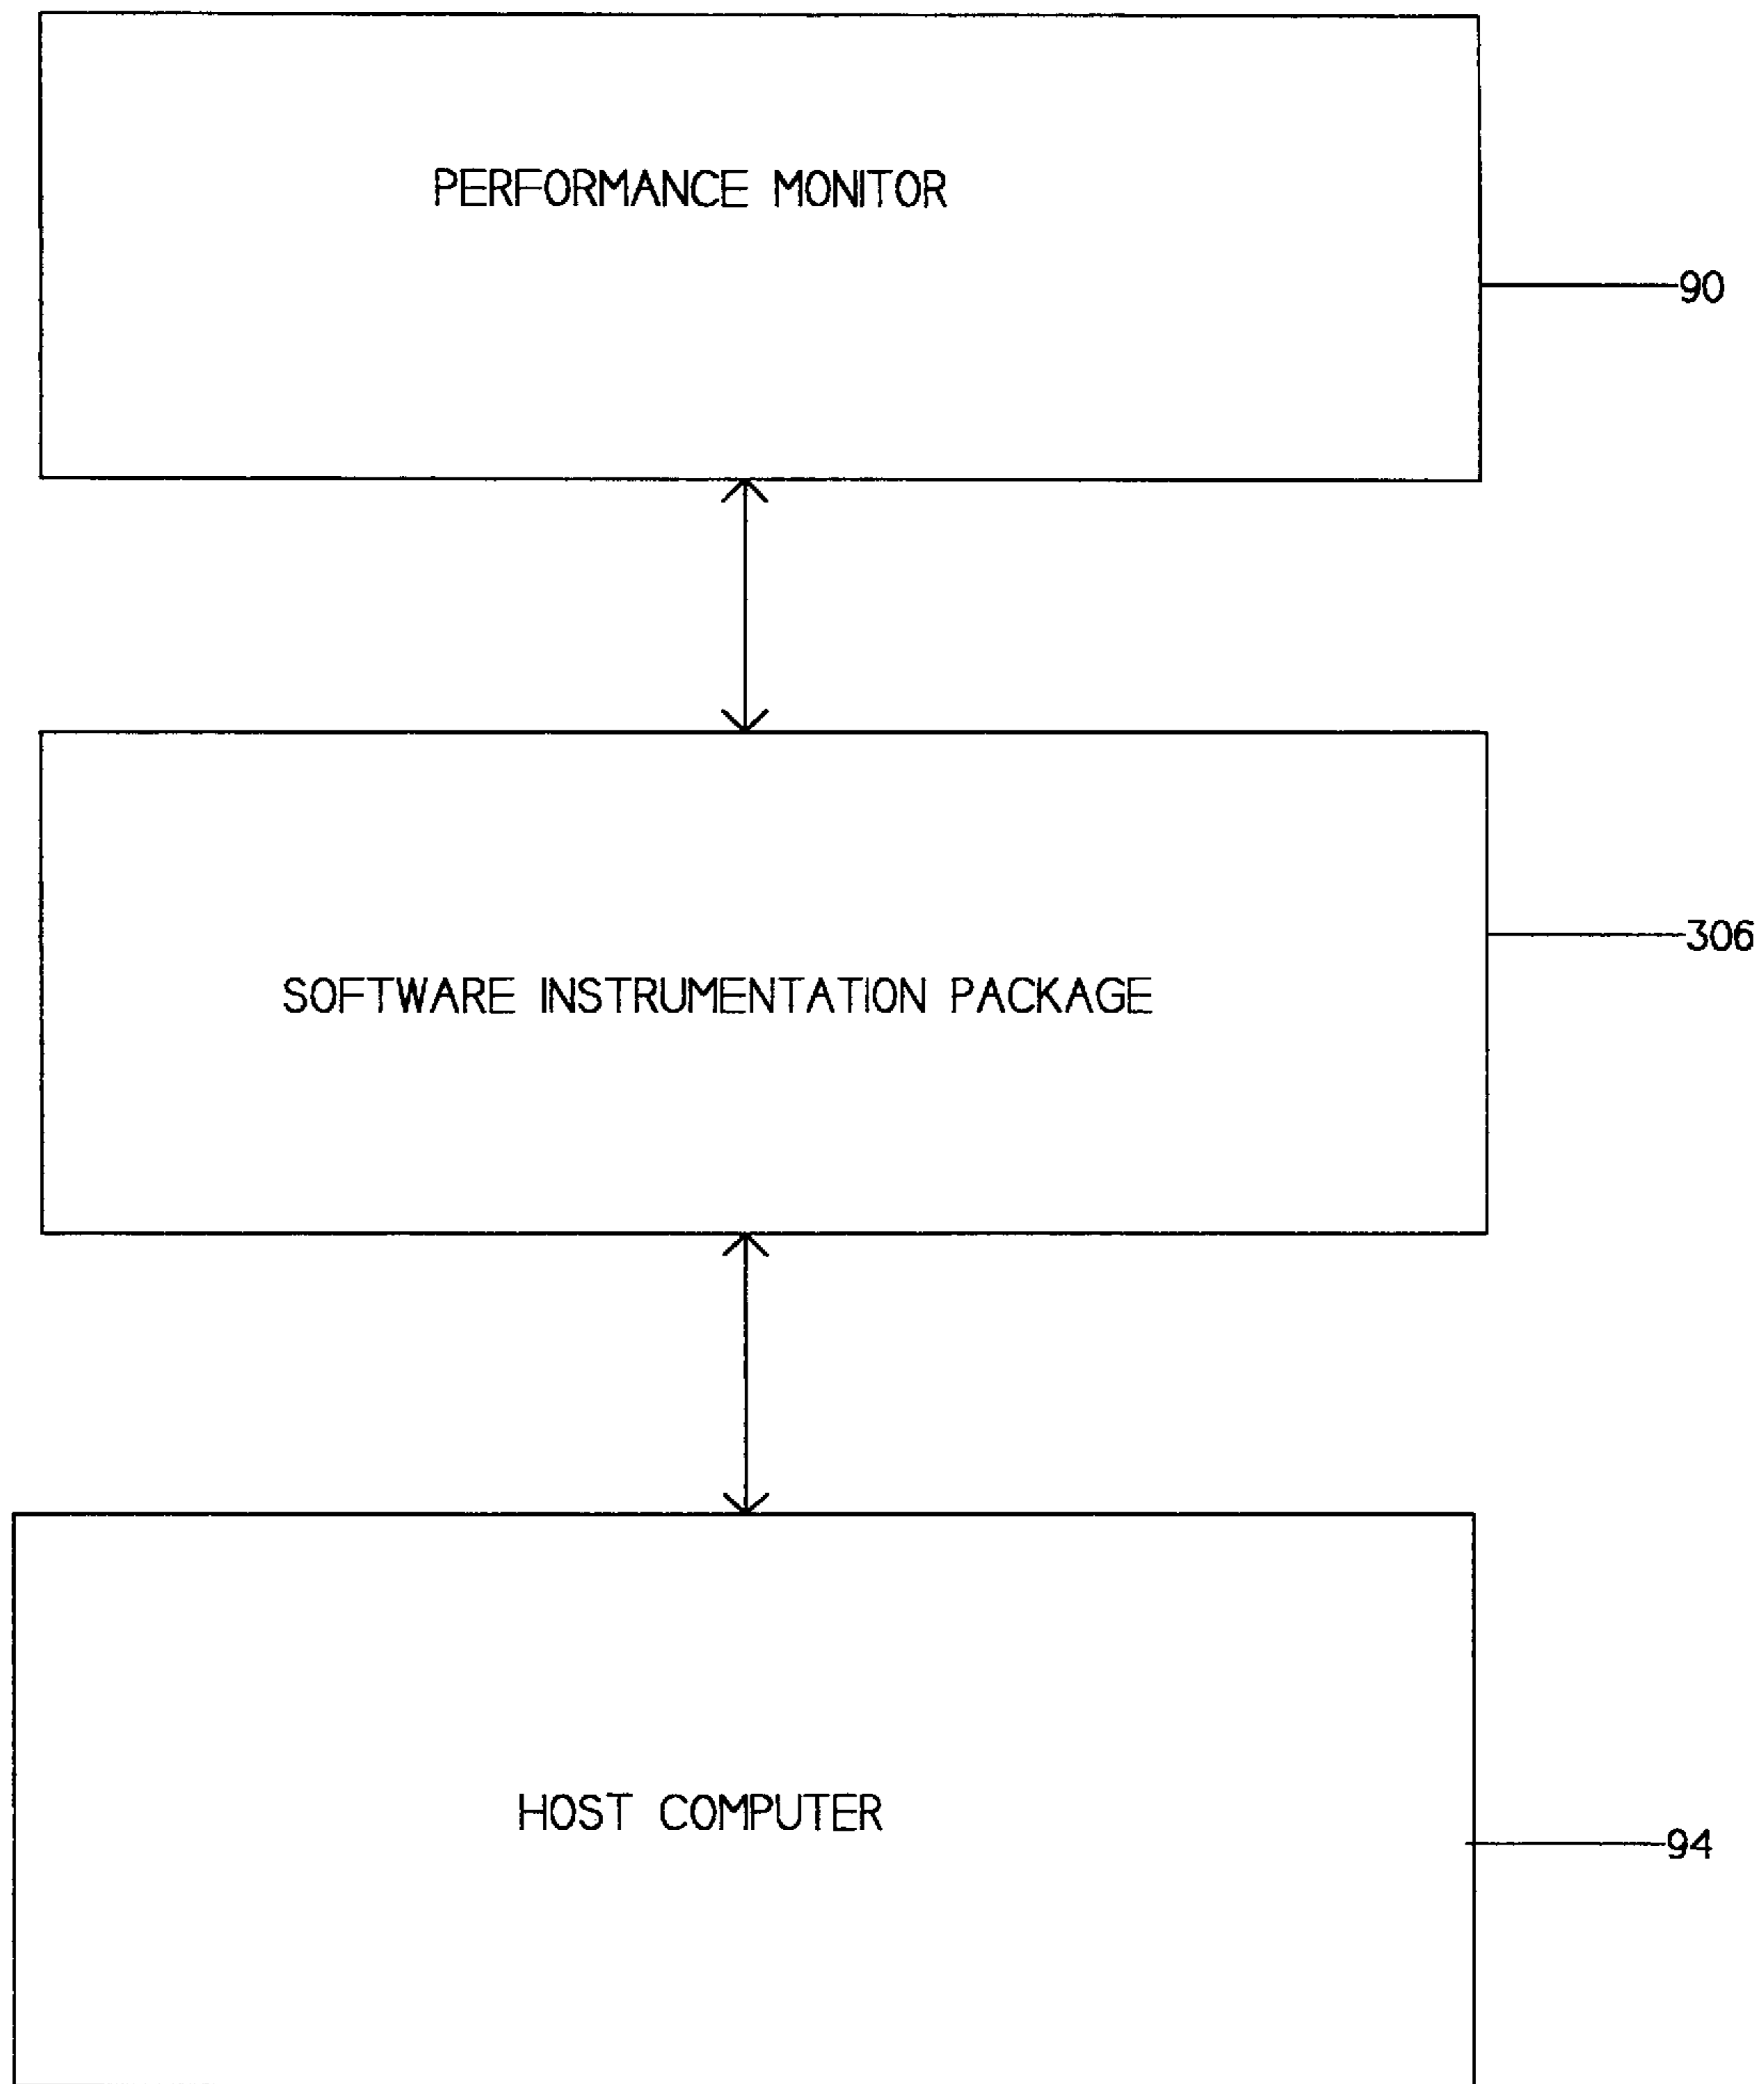 PERFORMANCE MONITOR
90
SOFTWARE INSTRUMENTATION PACKAGE
306
HOST COMPUTER
94